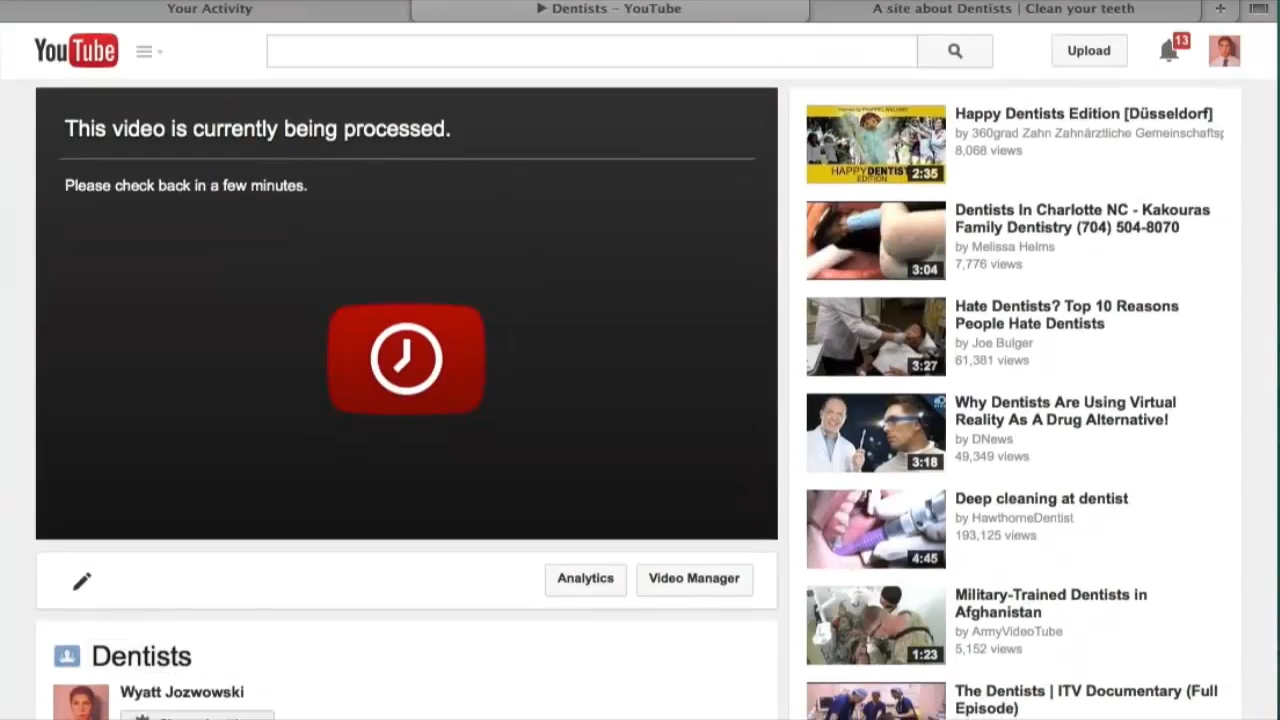 Your Activity
Dentists – YouTube
A site about Dentists | Clean your teeth
YouTube
Upload
13
This video is currently being processed.
Please check back in a few minutes.
Analytics
Video Manager
Dentists
Wyatt Jozwowski
HAPPY DENTIST
EDITION
2:35
Happy Dentists Edition [Düsseldorf]
by 360grad Zahn Zahnärztliche Gemeinschaftsp
8,068 views
3:04
Dentists In Charlotte NC - Kakouras
Family Dentistry (704) 504-8070
by Melissa Helms
7,776 views
3:27
Hate Dentists? Top 10 Reasons
People Hate Dentists
by Joe Bulger
61,381 views
3:18
Why Dentists Are Using Virtual
Reality As A Drug Alternative!
by DNews
49,349 views
4:45
Deep cleaning at dentist
by HawthorneDentist
193,125 views
1:23
Military-Trained Dentists in
Afghanistan
by ArmyVideoTube
5,152 views
The Dentists | ITV Documentary (Full
Episode)